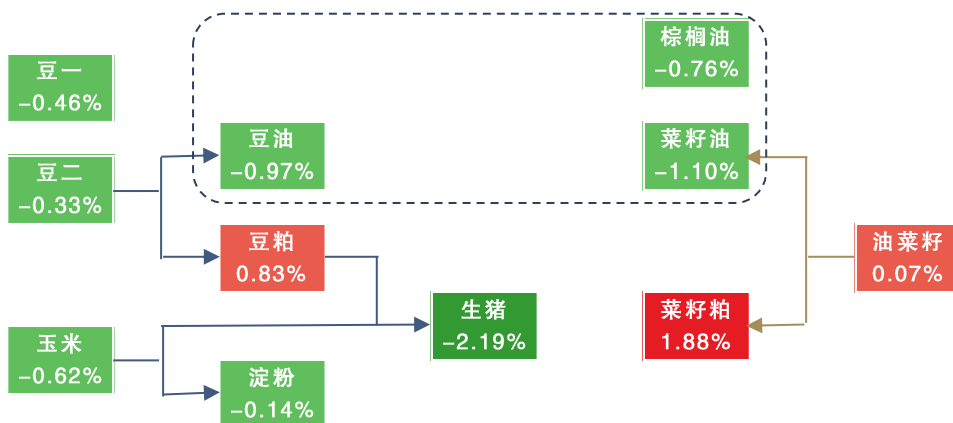 棕榈油
-0.76%
豆一
-0.46%
豆油
-0.97%
菜籽油
-1.10%
豆二
-0.33%
豆粕
0.83%
油菜籽
0.07%
生猪
-2.19%
菜籽粕
1.88%
玉米
-0.62%
淀粉
-0.14%